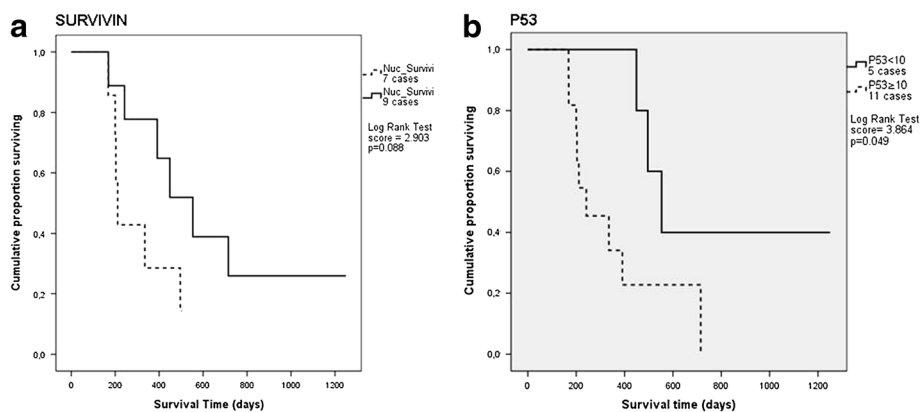 a SURVIVIN
1,0
0,8
0,6
0,4
0,2
0,0
Cumulative proportion surviving
0 200 400 600 800 1000 1200
Survival Time (days)
Nuc_Survivi
7 cases
Nuc_Survivi
9 cases
Log Rank Test
score = 2.903
p=0.088
b P53
1,0
0,8
0,6
0,4
0,2
0,0
Cumulative proportion surviving
0 200 400 600 800 1000 1200
Survival time (days)
P53<10
5 cases
P53≥10
11 cases
Log Rank Test
score= 3.864
p=0.049